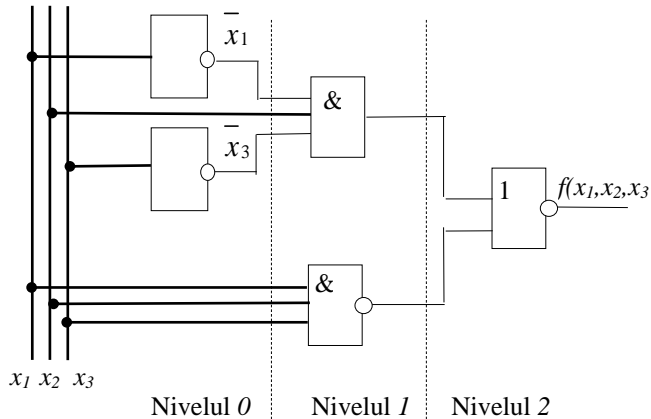 x̄1
&
x̄3
1
f(x1,x2,x3
&
x1 x2 x3
Nivelul 0 Nivelul 1 Nivelul 2